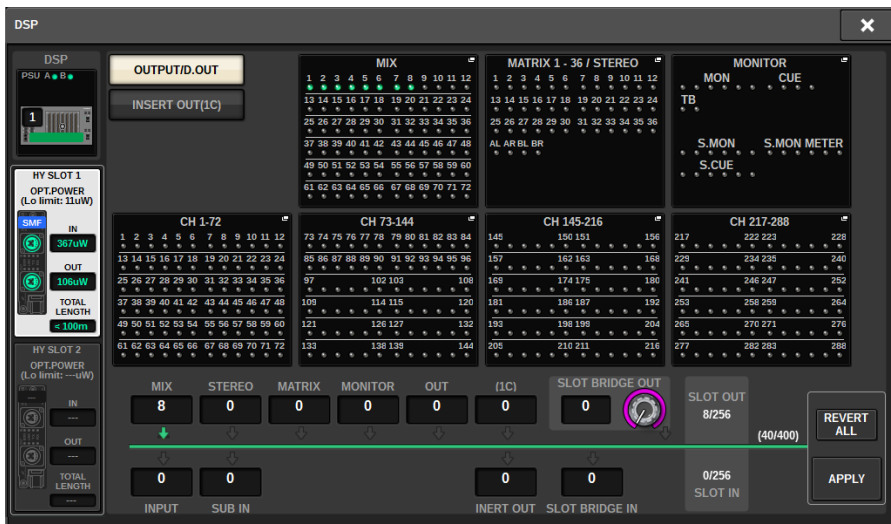 DSP
DSP
PSU A B
1
OUTPUT/D.OUT
INSERT OUT(1C)
MIX
1 2 3 4 5 6 7 8 9 10 11 12
13 14 15 16 17 18 19 20 21 22 23 24
25 26 27 28 29 30 31 32 33 34 35 36
37 38 39 40 41 42 43 44 45 46 47 48
49 50 51 52 53 54 55 56 57 58 59 60
61 62 63 64 65 66 67 68 69 70 71 72
MATRIX 1 - 36 / STEREO
1 2 3 4 5 6 7 8 9 10 11 12
13 14 15 16 17 18 19 20 21 22 23 24
25 26 27 28 29 30 31 32 33 34 35 36
AL AR BL BR
MONITOR
MON CUE
TB
S.MON S.MON METER
S.CUE
HY SLOT 1
OPT.POWER
(Lo limit: 11uW)
SMF
IN
367uW
OUT
106uW
TOTAL
LENGTH
< 100m
HY SLOT 2
OPT.POWER
(Lo limit: ---uW)
---
IN
---
OUT
---
TOTAL
LENGTH
---
CH 1-72
1 2 3 4 5 6 7 8 9 10 11 12
13 14 15 16 17 18 19 20 21 22 23 24
25 26 27 28 29 30 31 32 33 34 35 36
37 38 39 40 41 42 43 44 45 46 47 48
49 50 51 52 53 54 55 56 57 58 59 60
61 62 63 64 65 66 67 68 69 70 71 72
CH 73-144
73 74 75 76 77 78 79 80 81 82 83 84
85 86 87 88 89 90 91 92 93 94 95 96
97 102 103 108
109 114 115 120
121 126 127 132
133 138 139 144
CH 145-216
145 150 151 156
157 162 163 168
169 174 175 180
181 186 187 192
193 198 199 204
205 210 211 216
CH 217-288
217 222 223 228
229 234 235 240
241 246 247 252
253 258 259 264
265 270 271 276
277 282 283 288
MIX STEREO MATRIX MONITOR OUT (1C) SLOT BRIDGE OUT
8 0 0 0 0 0 0
SLOT OUT
8/256
(40/400)
0 0 0 0
0/256
SLOT IN
INPUT SUB IN INERT OUT SLOT BRIDGE IN
REVERT
ALL
APPLY